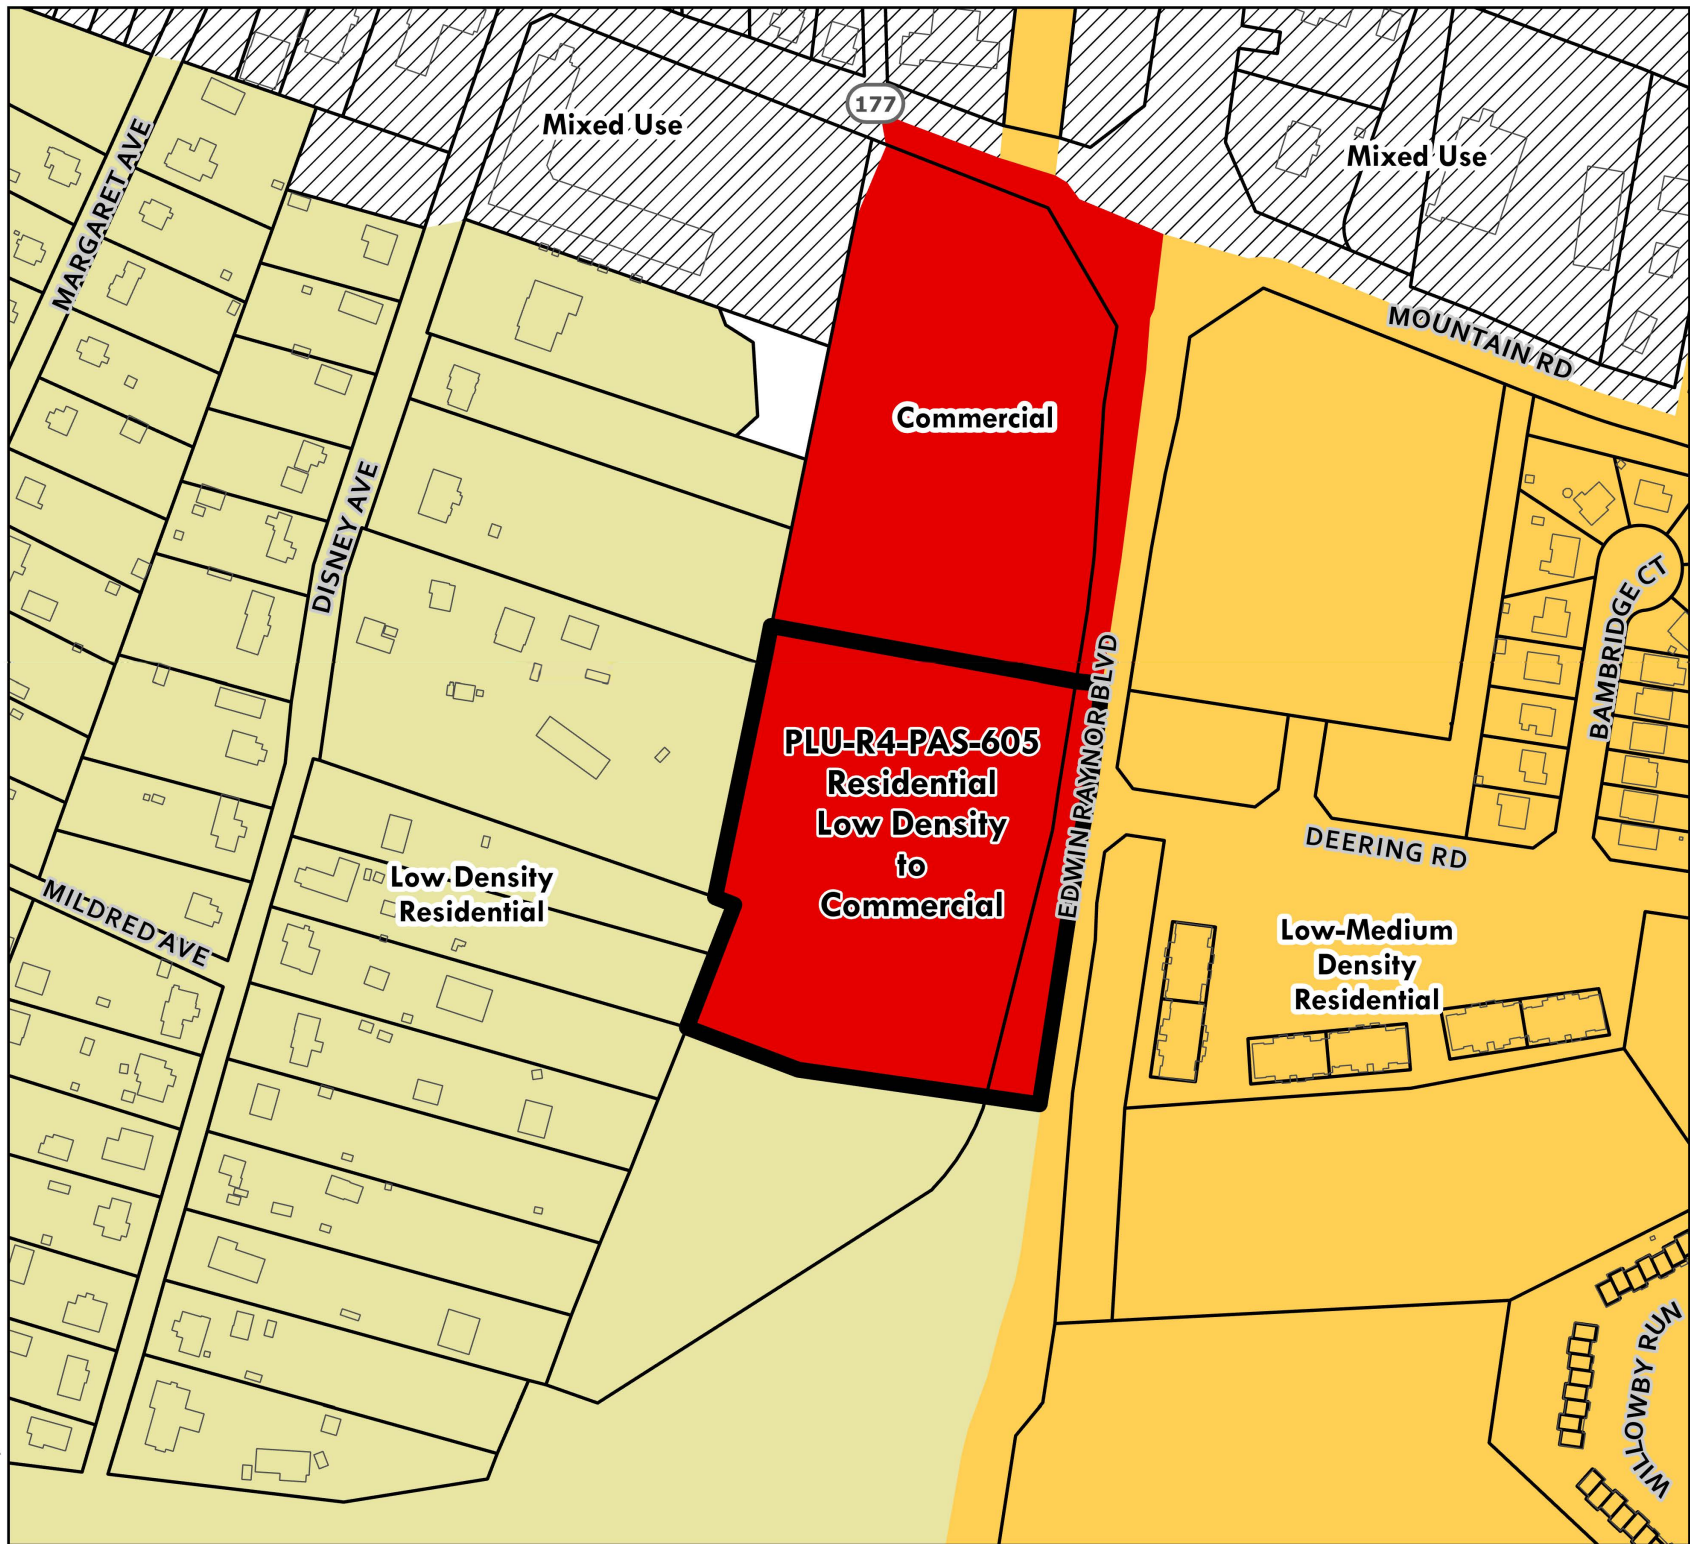 177
Mixed Use
Mixed Use
MARGARET AVE
MOUNTAIN RD
Commercial
DISNEY AVE
BAMBRIDGE CT
EDWIN RAYNOR BLVD
PLU-R4-PAS-605
Residential
Low Density
to
Commercial
DEERING RD
Low Density
Residential
MILDRED AVE
Low-Medium
Density
Residential
WILLOWBY RUN